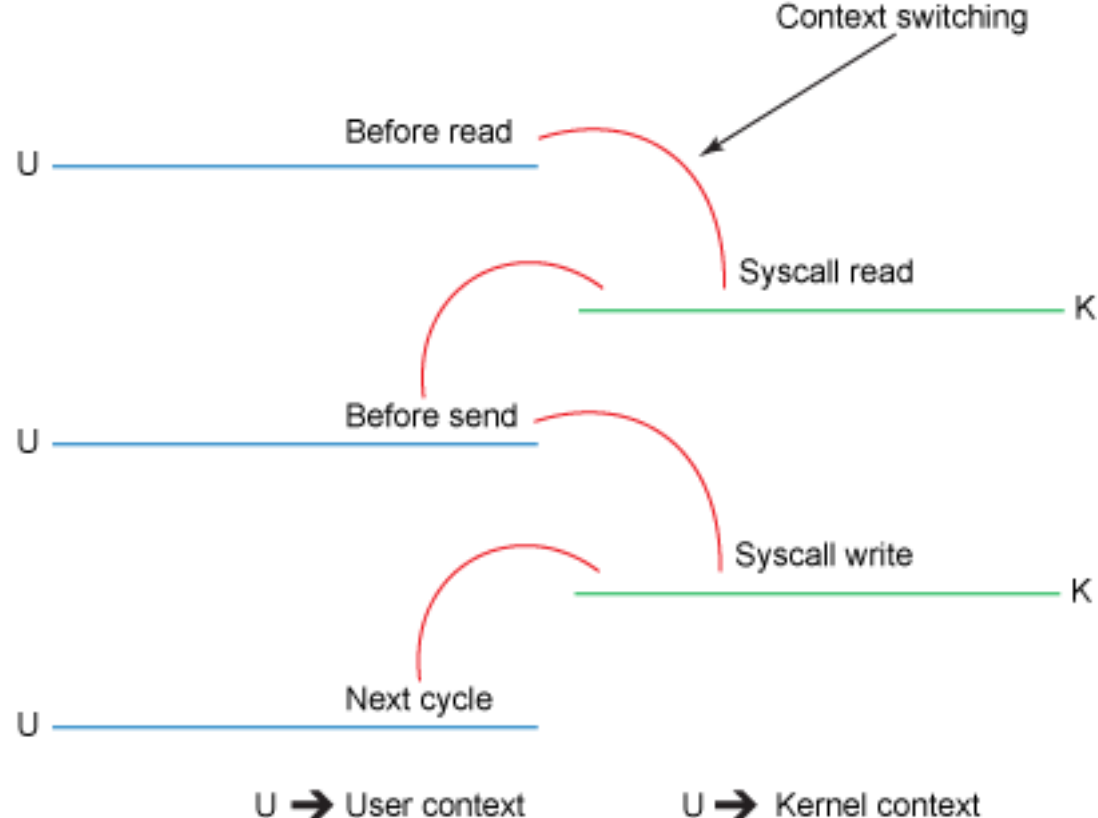 Context switching
Before read
U
Syscall read
K
Before send
U
Syscall write
K
Next cycle
U
U → User context
U → Kernel context